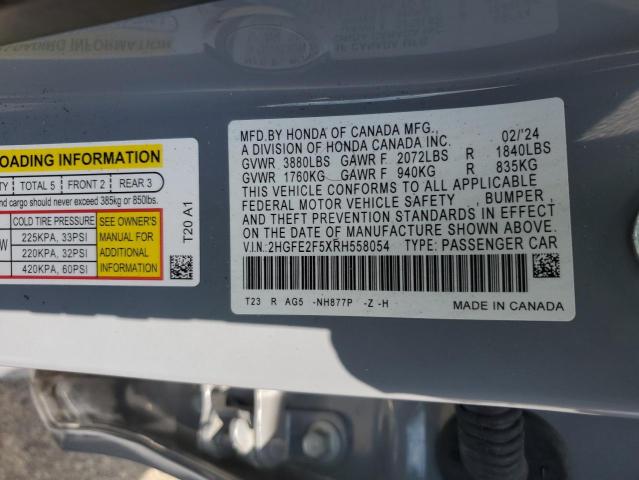 OADING INFORMATION
TY TOTAL 5 FRONT 2 REAR 3
nd cargo should never exceed 385kg or 850lbs.
COLD TIRE PRESSURE
W 225KPA, 33PSI
220KPA, 32PSI
420KPA, 60PSI
SEE OWNER'S
MANUAL FOR
ADDITIONAL
INFORMATION
T20 A1
MFD.BY HONDA OF CANADA MFG.,
A DIVISION OF HONDA CANADA INC. 02/'24
GVWR 3880LBS GAWR F 2072LBS R 1840LBS
GVWR 1760KG GAWR F 940KG R 835KG
THIS VEHICLE CONFORMS TO ALL APPLICABLE
FEDERAL MOTOR VEHICLE SAFETY , BUMPER ,
AND THEFT PREVENTION STANDARDS IN EFFECT
ON THE DATE OF MANUFACTURE SHOWN ABOVE.
V.I.N: 2HGFE2F5XRH558054 TYPE: PASSENGER CAR
T23 R AG5 -NH877P -Z -H
MADE IN CANADA